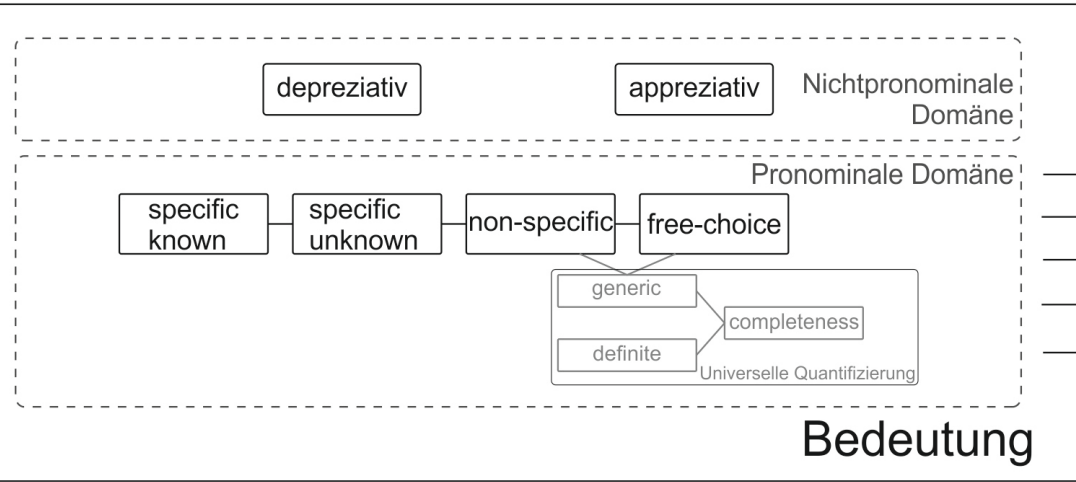 depreziativ
appreziativ
Nichtpronominale
Domäne
Pronominale Domäne
specific
known
specific
unknown
non-specific
free-choice
generic
completeness
definite
Universelle Quantifizierung
Bedeutung